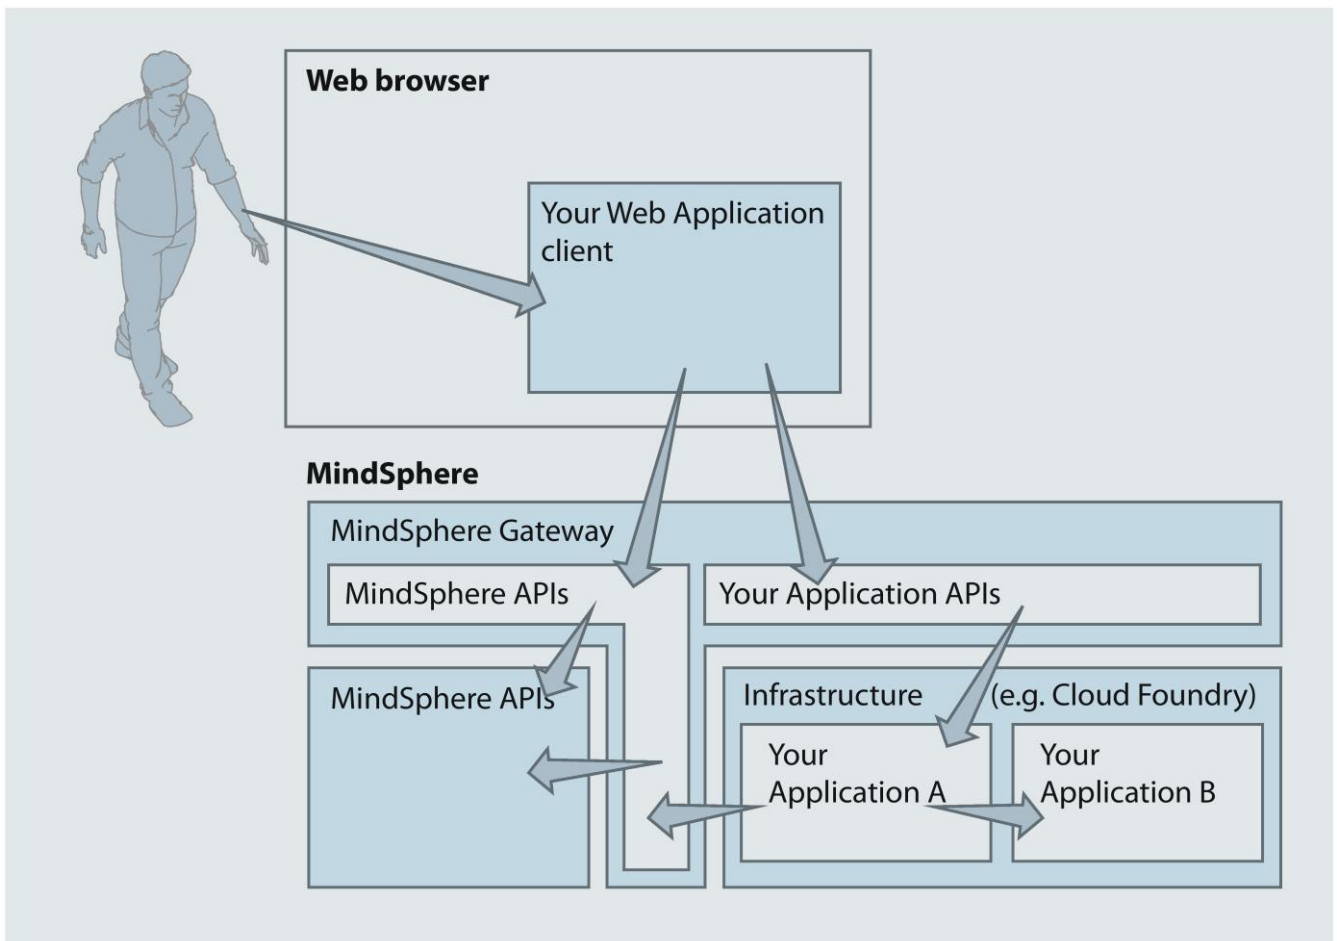 Web browser
Your Web Application
client
MindSphere
MindSphere Gateway
MindSphere APIs
Your Application APIs
MindSphere APIs
Infrastructure (e.g. Cloud Foundry)
Your
Application A
Your
Application B